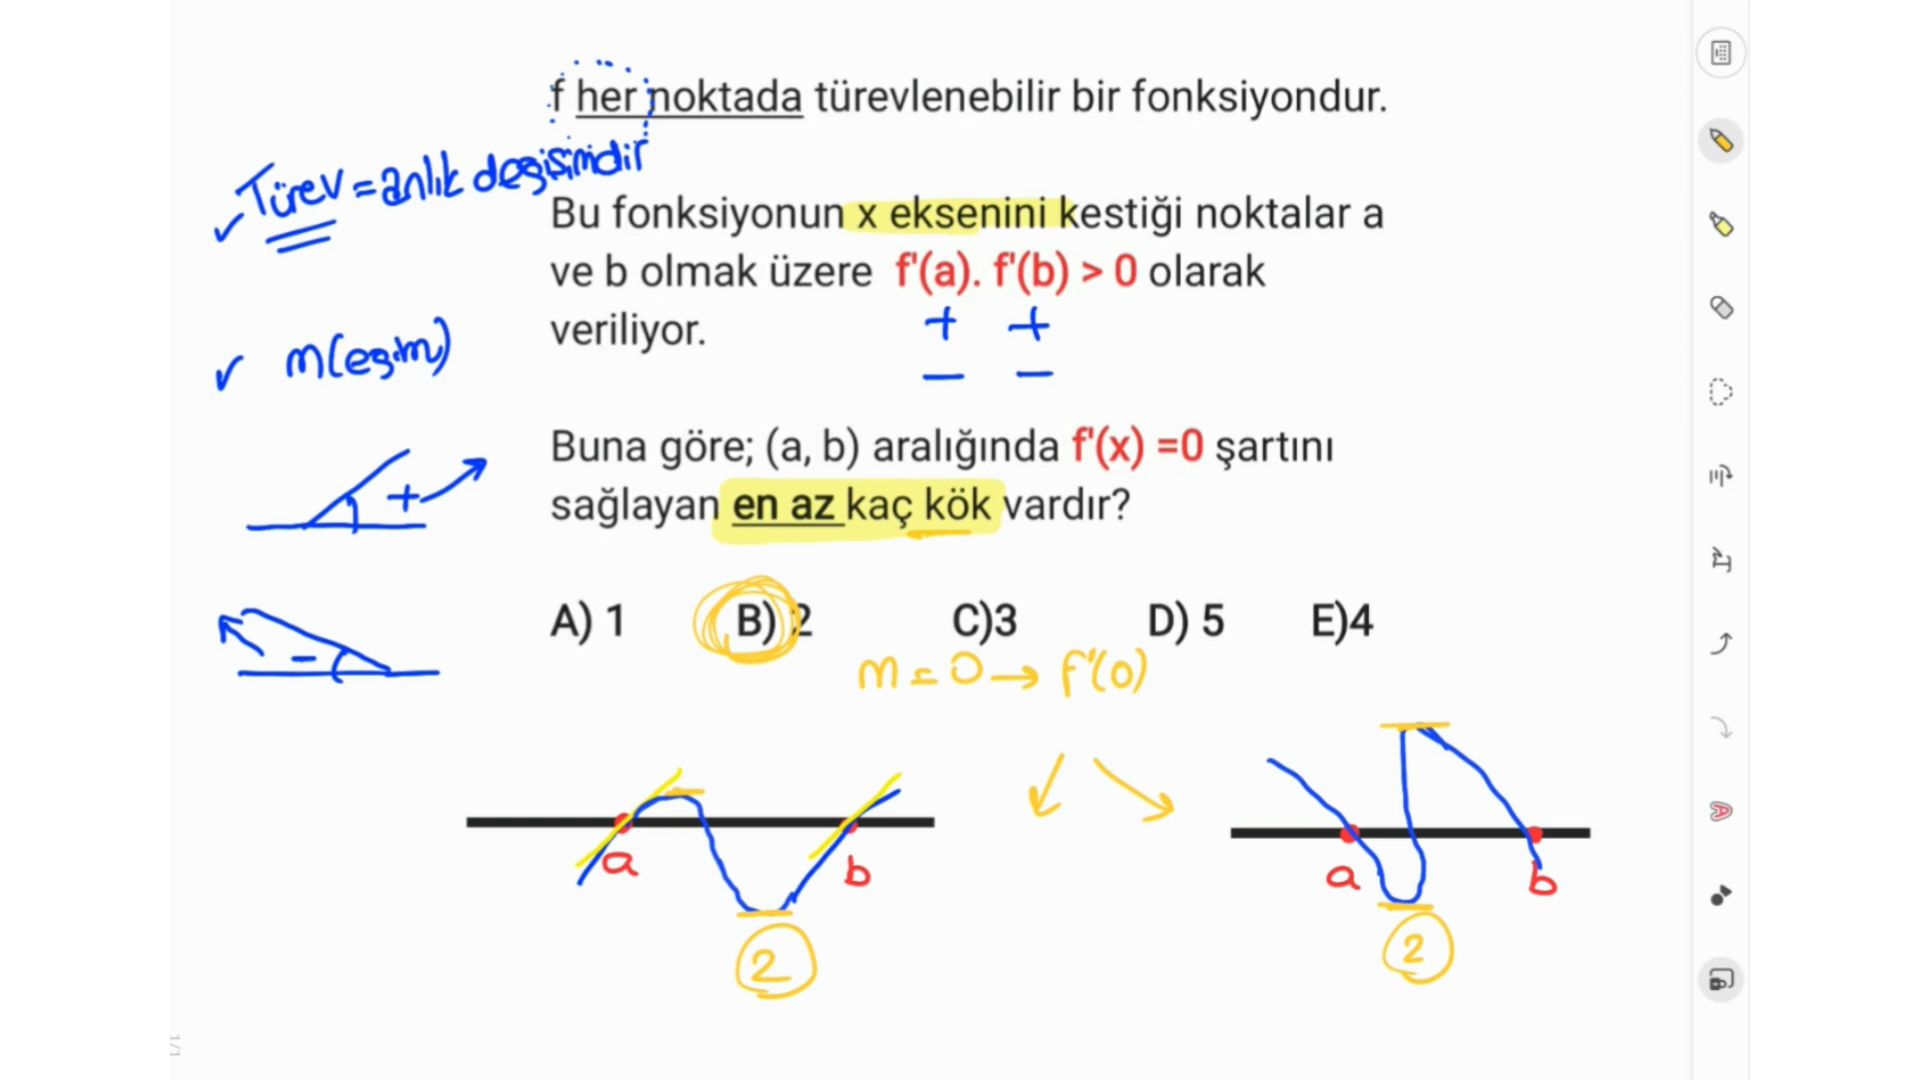 f her noktada türevlenebilir bir fonksiyondur.
Türev = anlık değişimdir
Bu fonksiyonun x eksenini kestiği noktalar a
ve b olmak üzere f'(a). f'(b) > 0 olarak
veriliyor.
+ +
m(eğim)
− −
Buna göre; (a, b) aralığında f'(x) =0 şartını
+
sağlayan en az kaç kök vardır?
A) 1 B) 2 C)3 D) 5 E)4
−
m = 0 → f'(0)
a b
a b
2
2
1/1